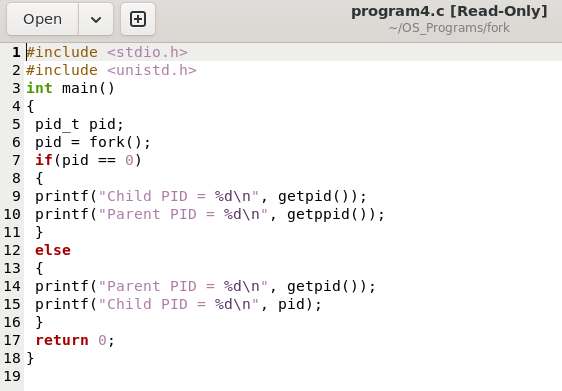 Open
program4.c [Read-Only]
~/OS_Programs/fork
1 #include <stdio.h>
2 #include <unistd.h>
3 int main()
4 {
5  pid_t pid;
6  pid = fork();
7  if(pid == 0)
8  {
9  printf("Child PID = %d\n", getpid());
10  printf("Parent PID = %d\n", getppid());
11  }
12  else
13  {
14  printf("Parent PID = %d\n", getpid());
15  printf("Child PID = %d\n", pid);
16  }
17  return 0;
18 }
19